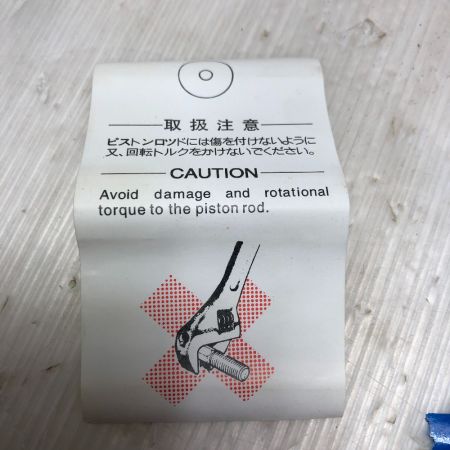 取扱注意
ピストンロッドには傷を付けないように
又、回転トルクをかけないでください。
CAUTION
Avoid damage and rotational
torque to the piston rod.